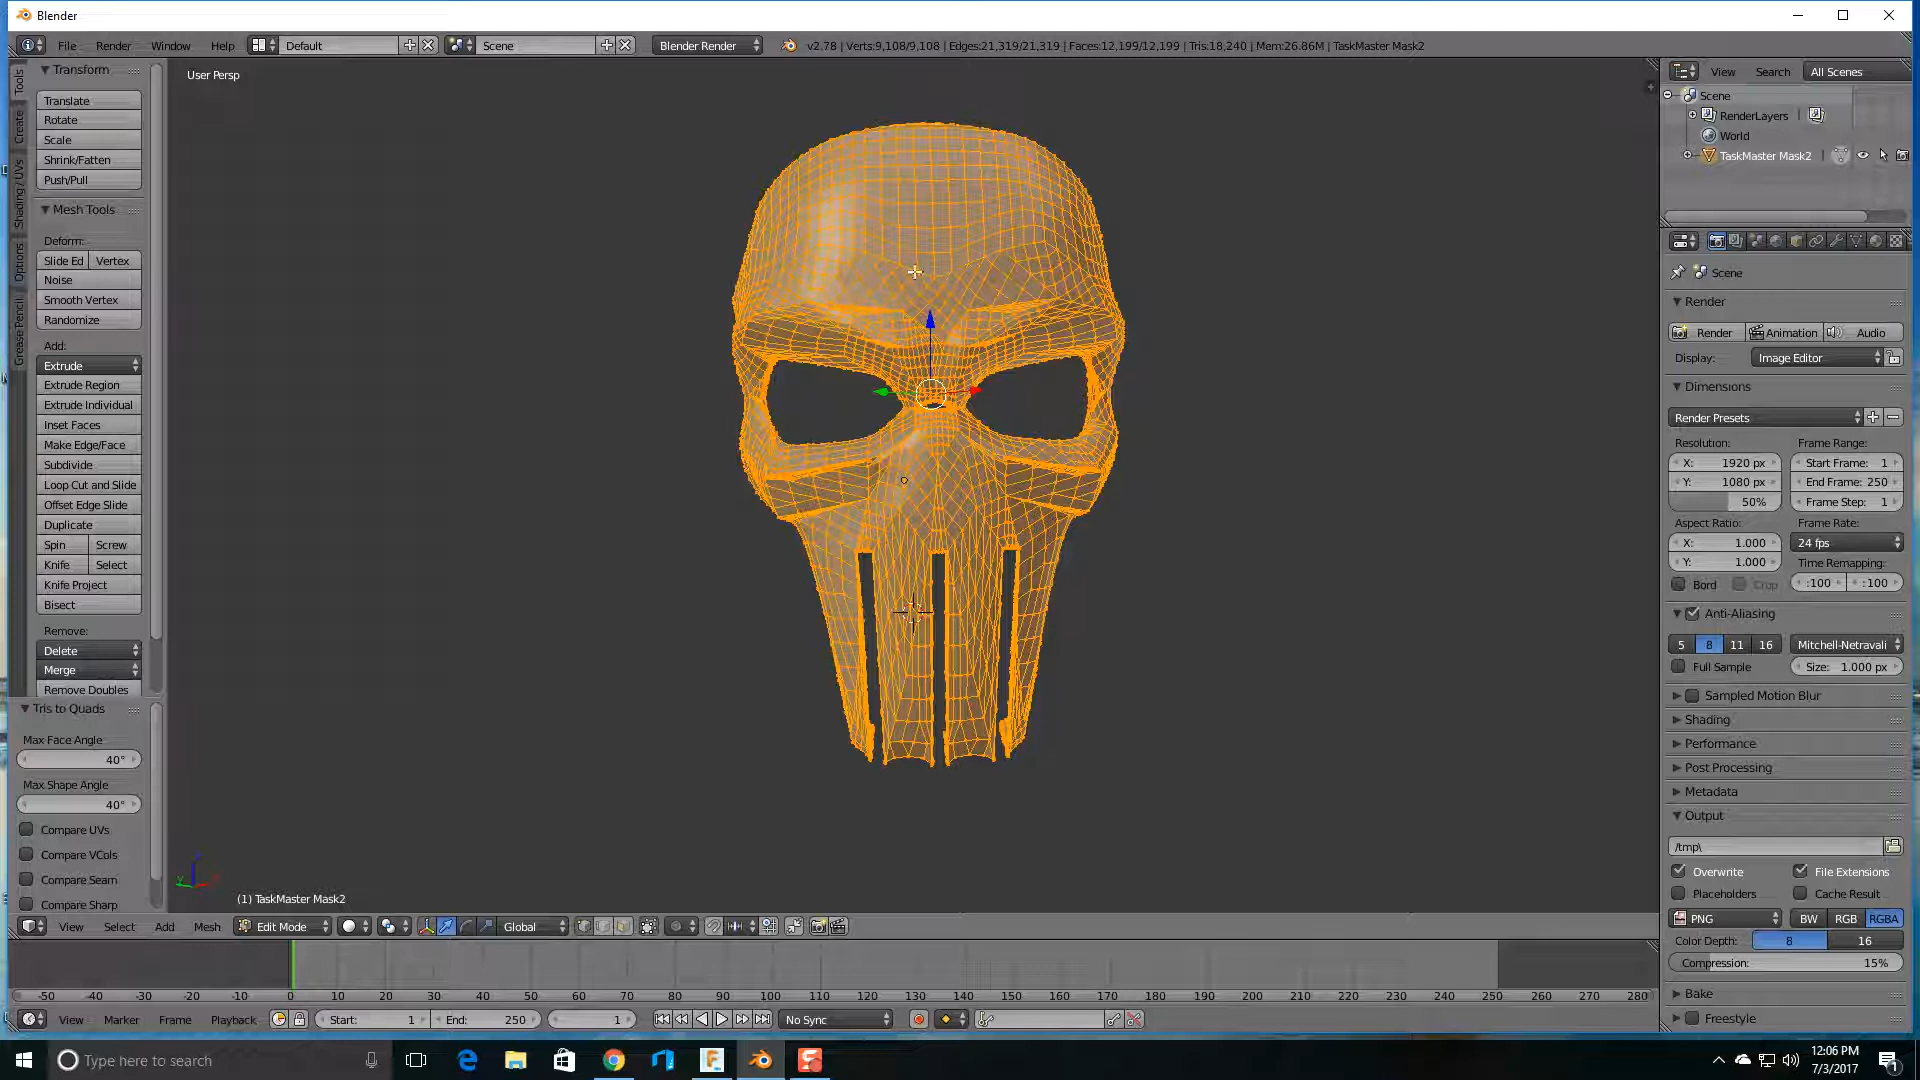 Blender
File Render Window Help Default Scene Blender Render v2.78 | Verts:9,108/9,108 | Edges:21,319/21,319 | Faces:12,199/12,199 | Tris:18,240 | Mem:26.86M | TaskMaster Mask2
Tools
Create
Shading / UVs
Options
Grease Pencil
Transform
Translate
Rotate
Scale
Shrink/Fatten
Push/Pull
Mesh Tools
Deform:
Slide Ed Vertex
Noise
Smooth Vertex
Randomize
Add:
Extrude
Extrude Region
Extrude Individual
Inset Faces
Make Edge/Face
Subdivide
Loop Cut and Slide
Offset Edge Slide
Duplicate
Spin Screw
Knife Select
Knife Project
Bisect
Remove:
Delete
Merge
Remove Doubles
Tris to Quads
Max Face Angle
40°
Max Shape Angle
40°
Compare UVs
Compare VCols
Compare Seam
Compare Sharp
User Persp
(1) TaskMaster Mask2
View Select Add Mesh Edit Mode Global
-50 -40 -30 -20 -10 0 10 20 30 40 50 60 70 80 90 100 110 120 130 140 150 160 170 180 190 200 210 220 230 240 250 260 270 280
View Marker Frame Playback Start: 1 End: 250 1 No Sync
View Search All Scenes
Scene
RenderLayers
World
TaskMaster Mask2
Scene
Render
Render Animation Audio
Display: Image Editor
Dimensions
Render Presets
Resolution: Frame Range:
X: 1920 px Start Frame: 1
Y: 1080 px End Frame: 250
50% Frame Step: 1
Aspect Ratio: Frame Rate:
X: 1.000 24 fps
Y: 1.000 Time Remapping:
Bord Crop :100 :100
Anti-Aliasing
5 8 11 16 Mitchell-Netravali
Full Sample Size: 1.000 px
Sampled Motion Blur
Shading
Performance
Post Processing
Metadata
Output
/tmp\
Overwrite File Extensions
Placeholders Cache Result
PNG BW RGB RGBA
Color Depth: 8 16
Compression: 15%
Bake
Freestyle
Type here to search
12:06 PM
7/3/2017
1